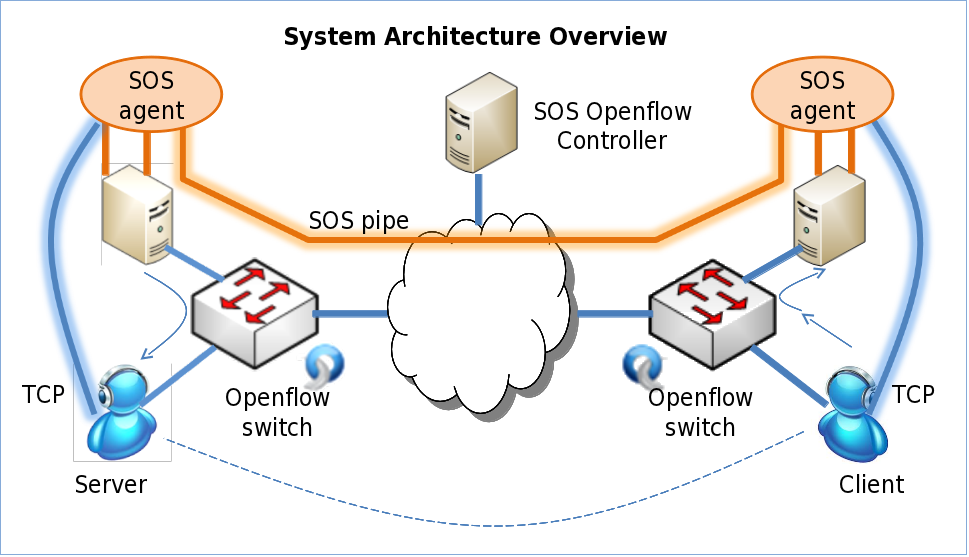 System Architecture Overview
SOS
agent
SOS Openflow
Controller
SOS
agent
SOS pipe
TCP
Openflow
switch
Openflow
switch
TCP
Server
Client